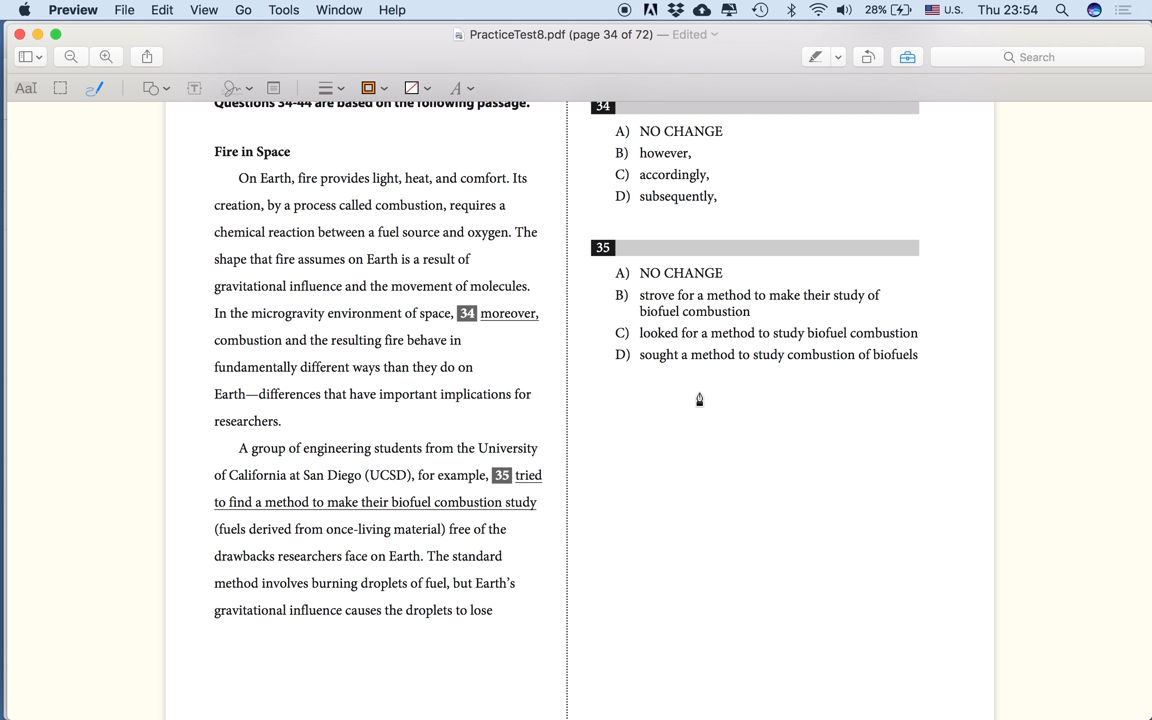 Preview File Edit View Go Tools Window Help 28% U.S. Thu 23:54
PracticeTest8.pdf (page 34 of 72) — Edited
Search
AaI T A
Questions 34-44 are based on the following passage.
Fire in Space
On Earth, fire provides light, heat, and comfort. Its
creation, by a process called combustion, requires a
chemical reaction between a fuel source and oxygen. The
shape that fire assumes on Earth is a result of
gravitational influence and the movement of molecules.
In the microgravity environment of space, 34 moreover,
combustion and the resulting fire behave in
fundamentally different ways than they do on
Earth—differences that have important implications for
researchers.
A group of engineering students from the University
of California at San Diego (UCSD), for example, 35 tried
to find a method to make their biofuel combustion study
(fuels derived from once-living material) free of the
drawbacks researchers face on Earth. The standard
method involves burning droplets of fuel, but Earth's
gravitational influence causes the droplets to lose
34
A) NO CHANGE
B) however,
C) accordingly,
D) subsequently,
35
A) NO CHANGE
B) strove for a method to make their study of
biofuel combustion
C) looked for a method to study biofuel combustion
D) sought a method to study combustion of biofuels